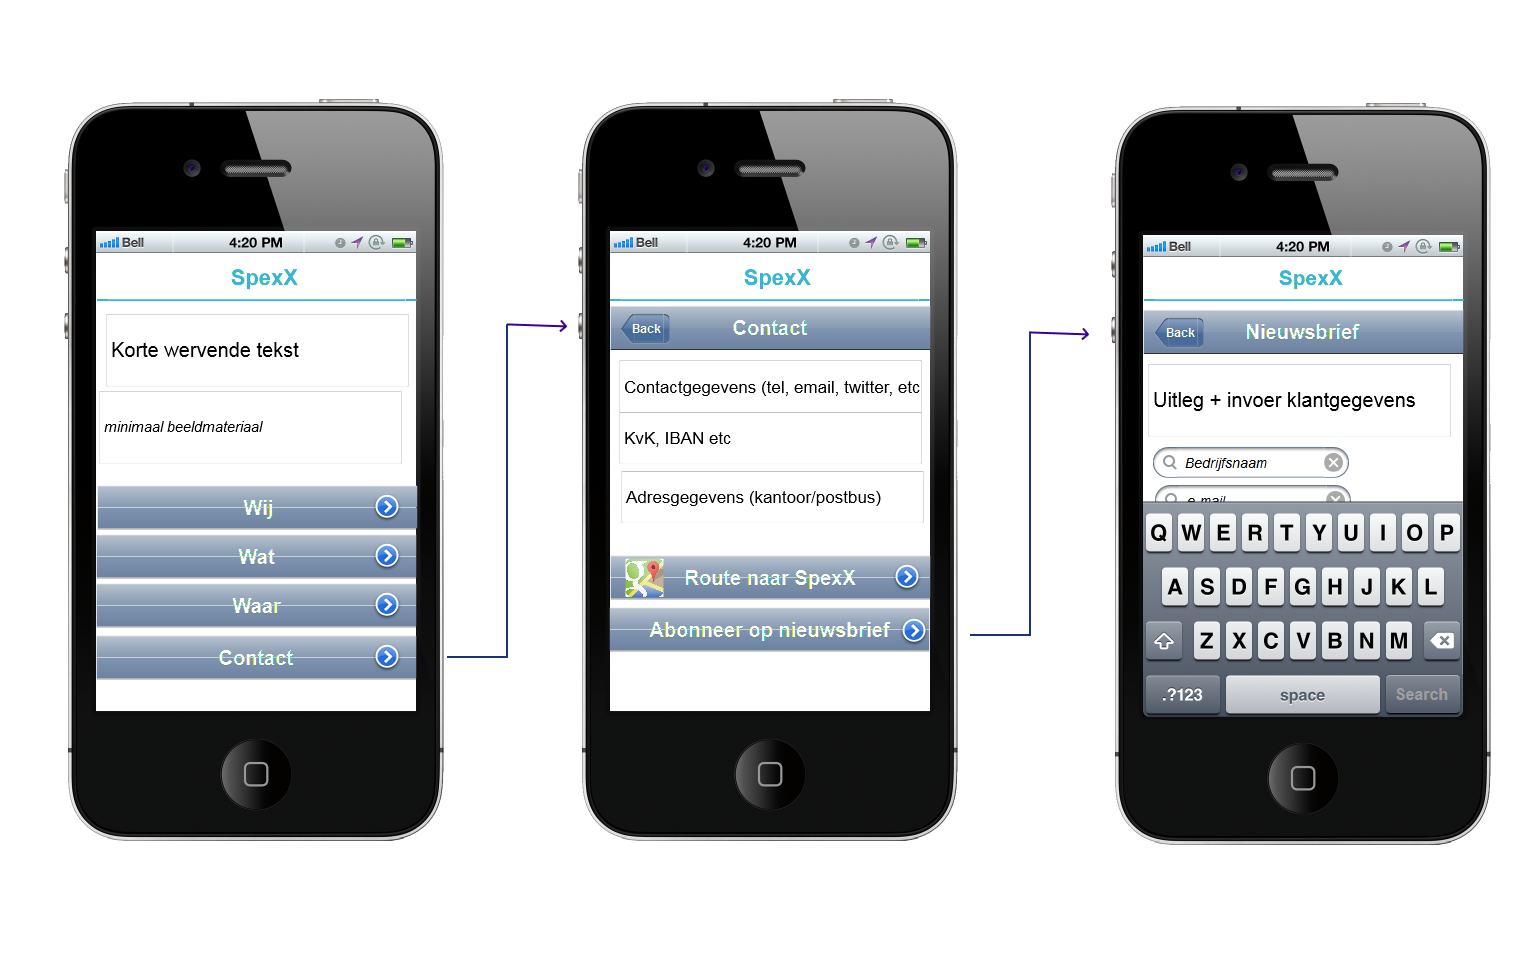 Bell 4:20 PM
SpexX
Korte wervende tekst
minimaal beeldmateriaal
Wij
Wat
Waar
Contact
Bell 4:20 PM
SpexX
Back Contact
Contactgegevens (tel, email, twitter, etc
KvK, IBAN etc
Adresgegevens (kantoor/postbus)
Route naar SpexX
Abonneer op nieuwsbrief
Bell 4:20 PM
SpexX
Back Nieuwsbrief
Uitleg + invoer klantgegevens
Bedrijfsnaam
e-mail
Q W E R T Y U I O P
A S D F G H J K L
Z X C V B N M
.?123 space Search